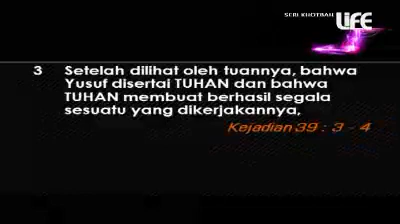 SERI KHOTBAH
LiFE
3 Setelah dilihat oleh tuannya, bahwa
Yusuf disertai TUHAN dan bahwa
TUHAN membuat berhasil segala
sesuatu yang dikerjakannya,
Kejadian 39 : 3 - 4